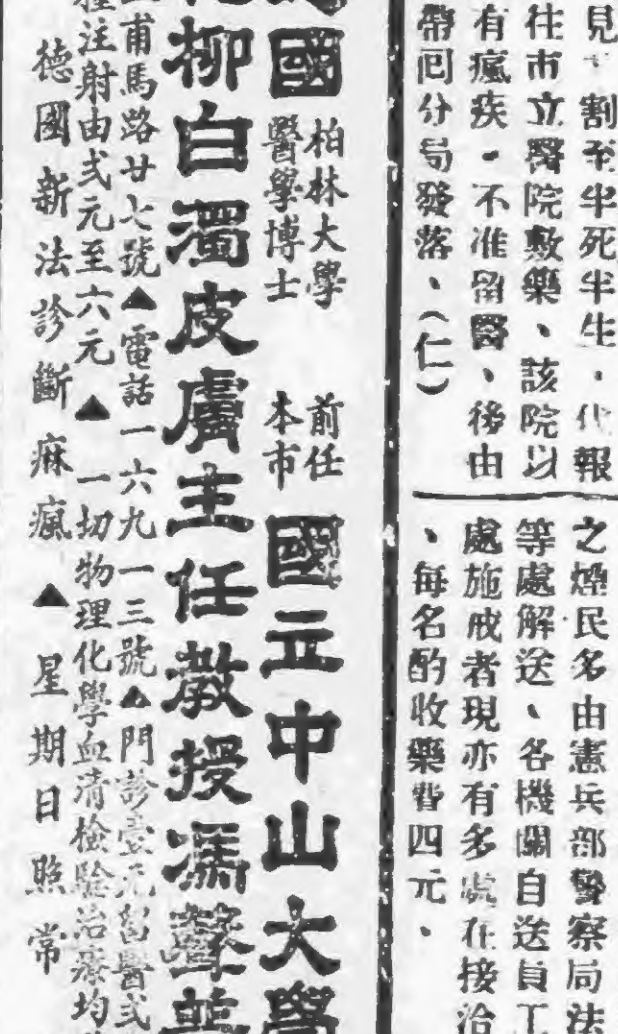 見 割至半死半生、代報
往市立醫院敷藥、該院以
有瘋疾、不准留醫、後由
帶回分局發落、（仁）
之煙民多由憲兵部警察局法
等處解送、各機關自送員工
處施戒者現亦有多 在接洽
、每名酌收藥費四元、
國
柏林大學
醫學博士
前任
本市
國立中山大學
柳白濁皮膚主任教授馮聲
甫馬路廿七號▲電話一六九一三號▲門診壹元留醫式
注射由式元至六元▲一切物理化學血清檢驗治療均
德國新法診斷麻瘋▲星期日照常